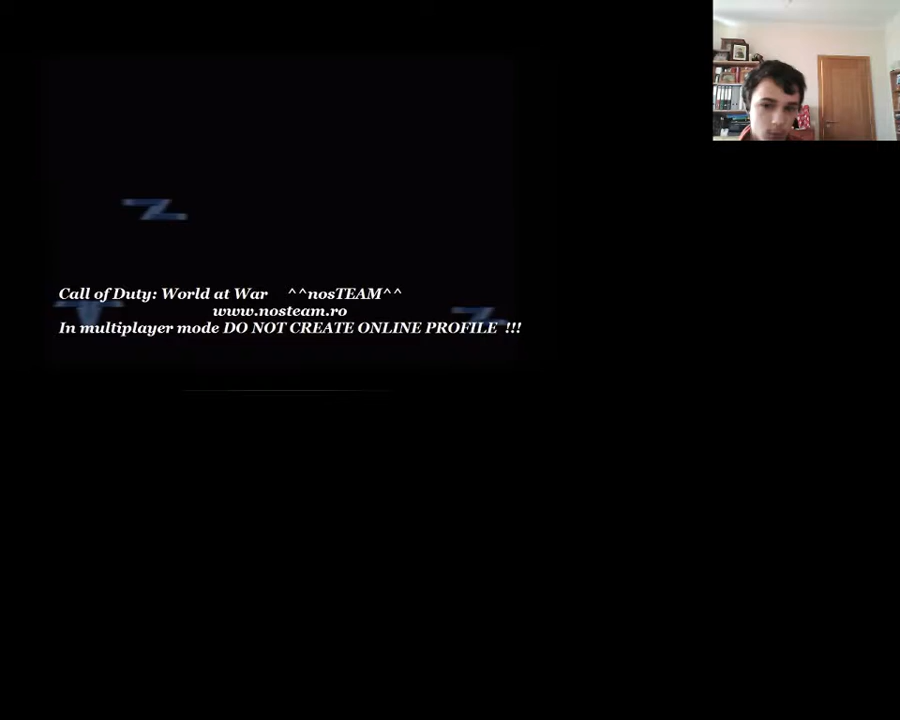 Call of Duty: World at War ^^nosTEAM^^
www.nosteam.ro
In multiplayer mode DO NOT CREATE ONLINE PROFILE !!!